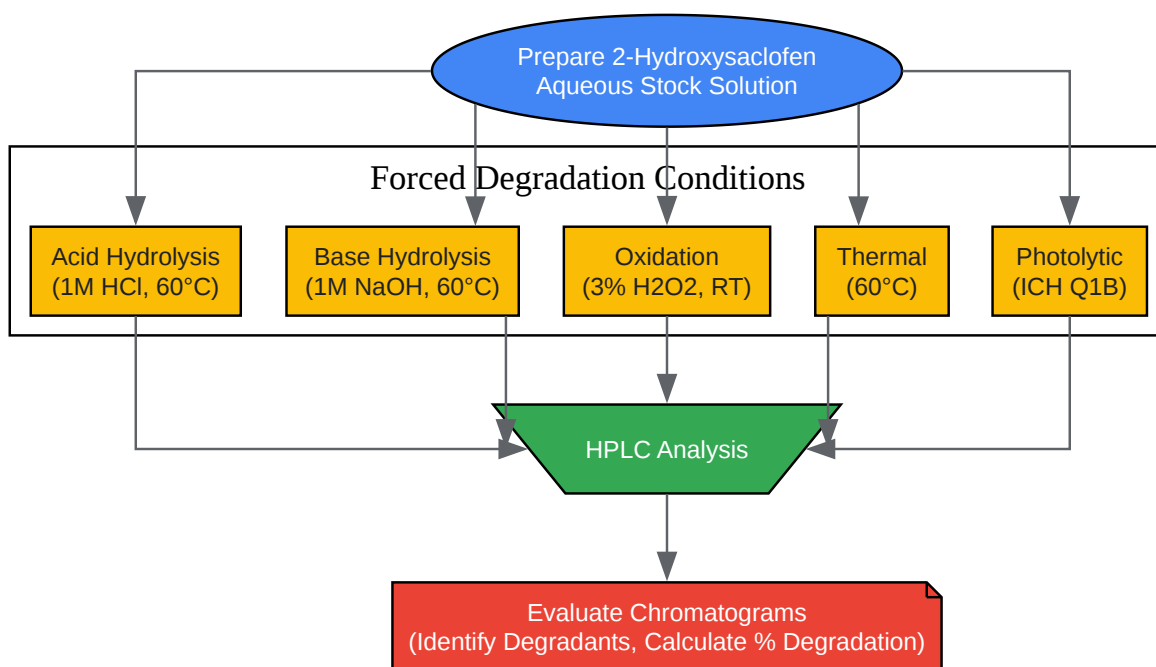 Prepare 2-Hydroxysaclofen
Aqueous Stock Solution
Forced Degradation Conditions
Acid Hydrolysis
(1M HCl, 60°C)
Base Hydrolysis
(1M NaOH, 60°C)
Oxidation
(3% H2O2, RT)
Thermal
(60°C)
Photolytic
(ICH Q1B)
HPLC Analysis
Evaluate Chromatograms
(Identify Degradants, Calculate % Degradation)